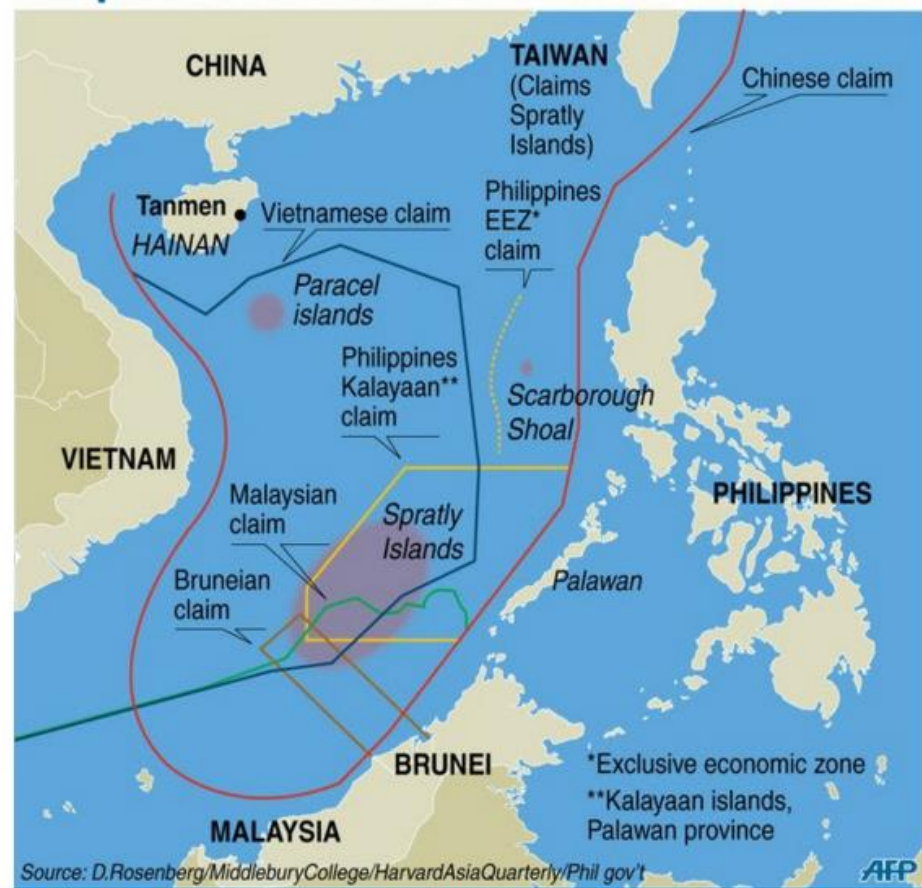 CHINA
TAIWAN
(Claims
Spratly
Islands)
Chinese claim
Philippines
EEZ*
claim
Tanmen
HAINAN
Vietnamese claim
Paracel
islands
Philippines
Kalayaan**
claim
Scarborough
Shoal
VIETNAM
PHILIPPINES
Malaysian
claim
Spratly
Islands
Bruneian
claim
Palawan
BRUNEI
MALAYSIA
*Exclusive economic zone
**Kalayaan islands,
Palawan province
Source: D.Rosenberg/MiddleburyCollege/HarvardAsiaQuarterly/Phil gov't
AFP